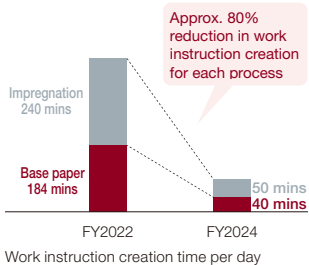 Approx. 80%
reduction in work
instruction creation
for each process
Impregnation
240 mins
Base paper
184 mins
50 mins
40 mins
FY2022
FY2024
Work instruction creation time per day